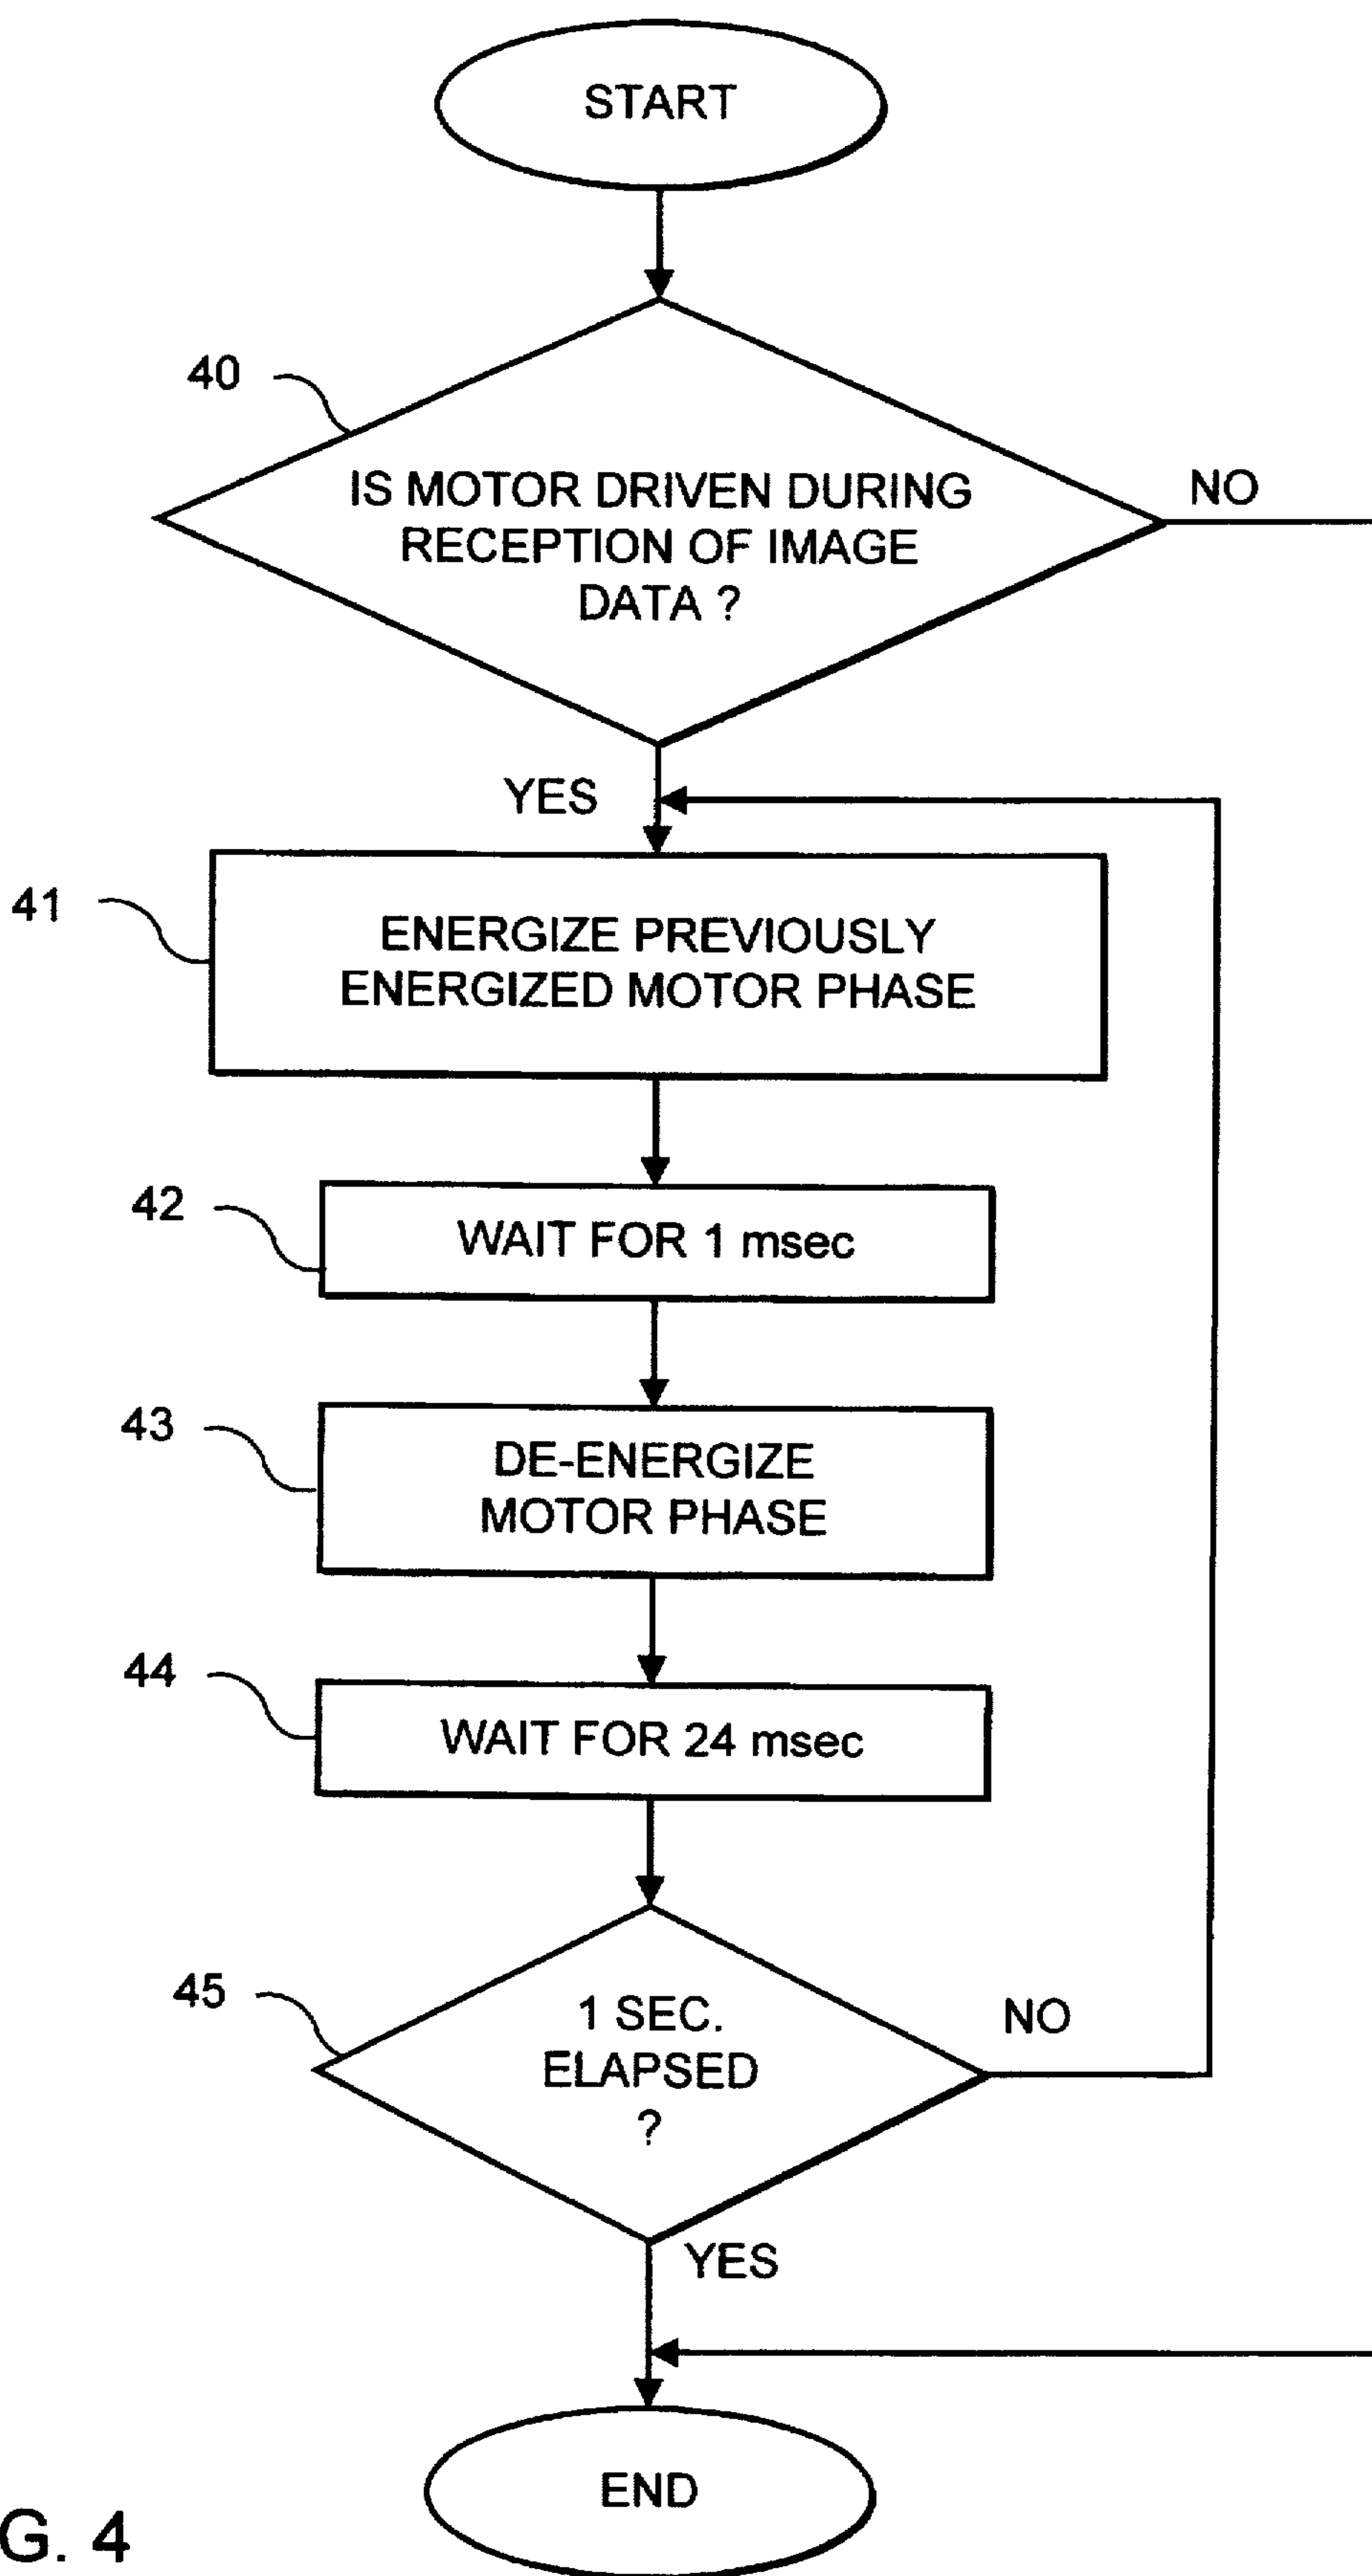 START
40
IS MOTOR DRIVEN DURING
RECEPTION OF IMAGE
DATA ?
NO
YES
41
ENERGIZE PREVIOUSLY
ENERGIZED MOTOR PHASE
42
WAIT FOR 1 msec
43
DE-ENERGIZE
MOTOR PHASE
44
WAIT FOR 24 msec
45
1 SEC.
ELAPSED
?
NO
YES
END
G. 4